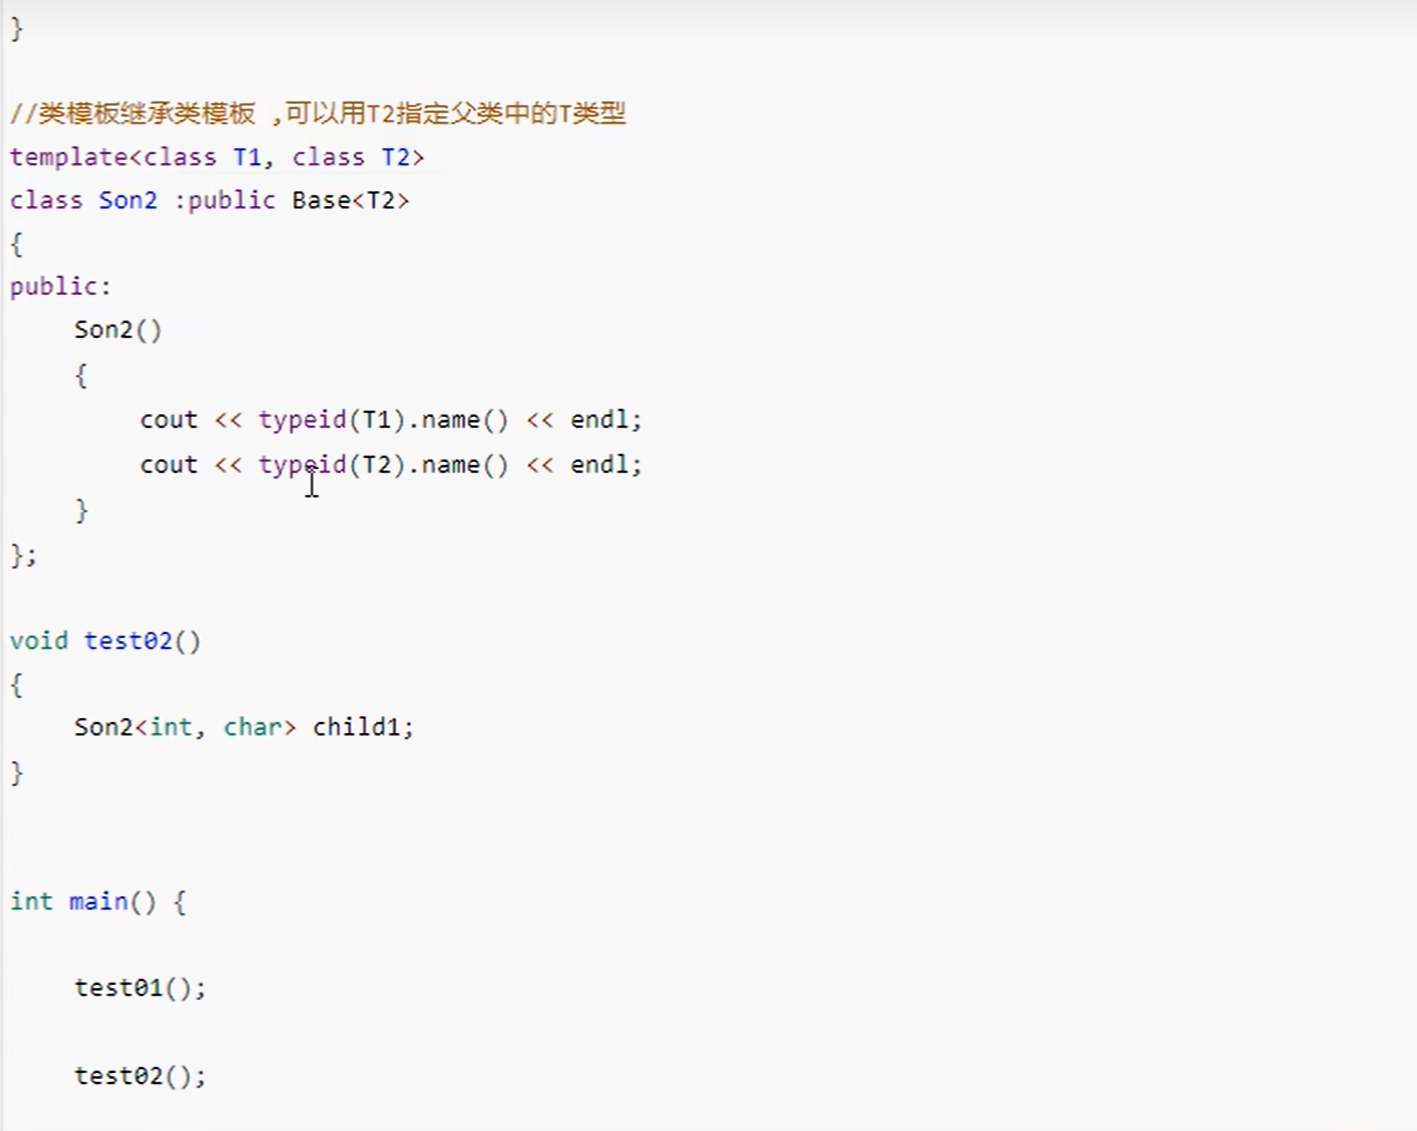 }
//类模板继承类模板 ,可以用T2指定父类中的T类型
template<class T1, class T2>
class Son2 :public Base<T2>
{
public:
    Son2()
    {
        cout << typeid(T1).name() << endl;
        cout << typeid(T2).name() << endl;
    }
};
void test02()
{
    Son2<int, char> child1;
}
int main() {
    test01();
    test02();